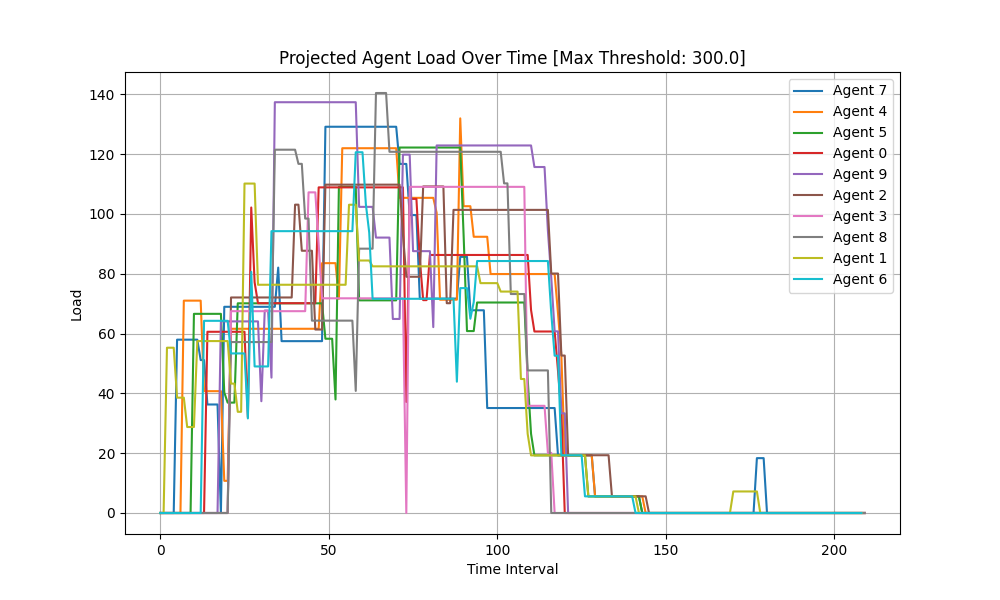 Projected Agent Load Over Time [Max Threshold: 300.0]
Load
140
120
100
80
60
40
20
0
0 50 100 150 200
Time Interval
Agent 7
Agent 4
Agent 5
Agent 0
Agent 9
Agent 2
Agent 3
Agent 8
Agent 1
Agent 6